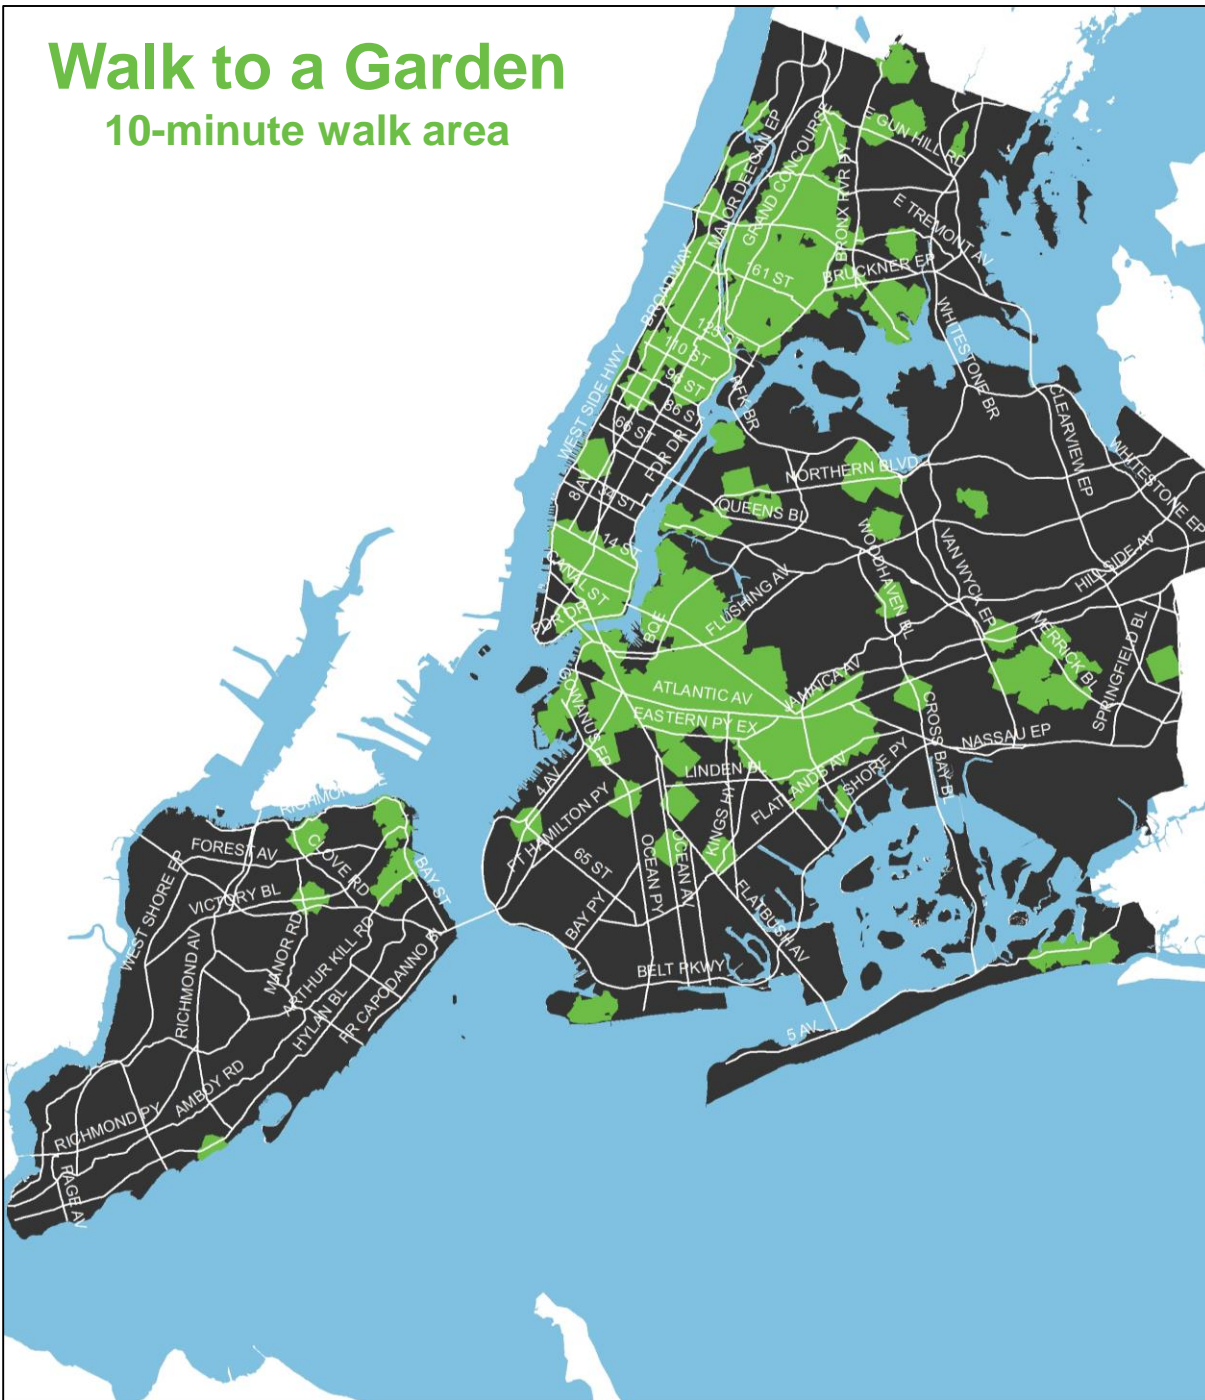 Walk to a Garden
10-minute walk area
E GUN HILL RD
MAJOR DEEGAN EP
GRAND CONCOURSE
BRONX RVR PY
E TREMONT AV
BROADWAY
161 ST
BRUCKNER EP
125 ST
110 ST
96 ST
86 ST
66 ST
WEST SIDE HWY
RFK BR
WHITESTONE BR
CLEARVIEW EP
WHITESTONE EP
FDR DR
8 AV
34 ST
NORTHERN BLVD
QUEENS BL
14 ST
CANAL ST
WOODHAVEN BL
VAN WYCK EP
HILLSIDE AV
FDR DR
BQE
FLUSHING AV
MERRICK BL
SPRINGFIELD BL
JAMAICA AV
ATLANTIC AV
GOWANUS EP
EASTERN PY EX
CROSS BAY BL
NASSAU EP
LINDEN BL
FLATLANDS AV
SHORE PY
4 AV
FT HAMILTON PY
KINGS HY
65 ST
OCEAN PY
OCEAN AV
FLATBUSH AV
BAY PY
BELT PKWY
5 AV
FOREST AV
CLOVE RD
BAY ST
WEST SHORE EP
VICTORY BL
MANOR RD
RICHMOND AV
ARTHUR KILL RD
HYLAN BL
FR CAPODANNO BL
AMBOY RD
RICHMOND PY
PAGE AV